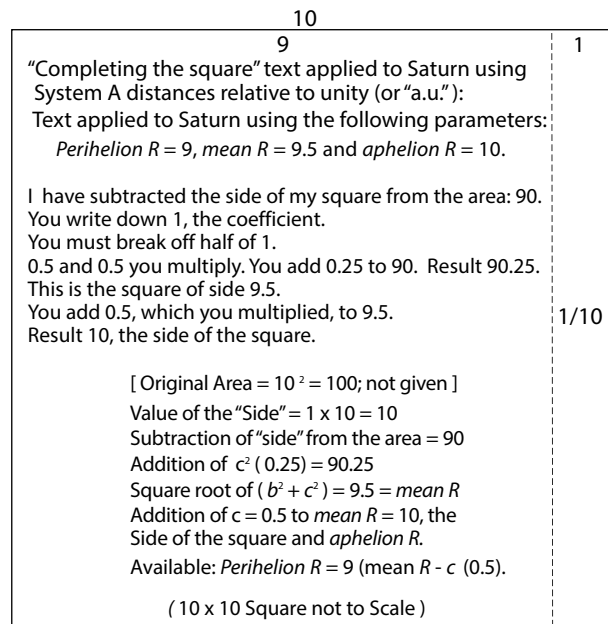 10
9 1
“Completing the square” text applied to Saturn using
System A distances relative to unity (or “a.u.” ):
Text applied to Saturn using the following parameters:
Perihelion R = 9, mean R = 9.5 and aphelion R = 10.
I have subtracted the side of my square from the area: 90.
You write down 1, the coefficient.
You must break off half of 1.
0.5 and 0.5 you multiply. You add 0.25 to 90. Result 90.25.
This is the square of side 9.5.
You add 0.5, which you multiplied, to 9.5.
1/10
Result 10, the side of the square.
[ Original Area = 10 ² = 100; not given ]
Value of the “Side” = 1 x 10 = 10
Subtraction of “side” from the area = 90
Addition of c² ( 0.25) = 90.25
Square root of ( b² + c² ) = 9.5 = mean R
Addition of c = 0.5 to mean R = 10, the
Side of the square and aphelion R.
Available: Perihelion R = 9 (mean R - c (0.5).
( 10 x 10 Square not to Scale )